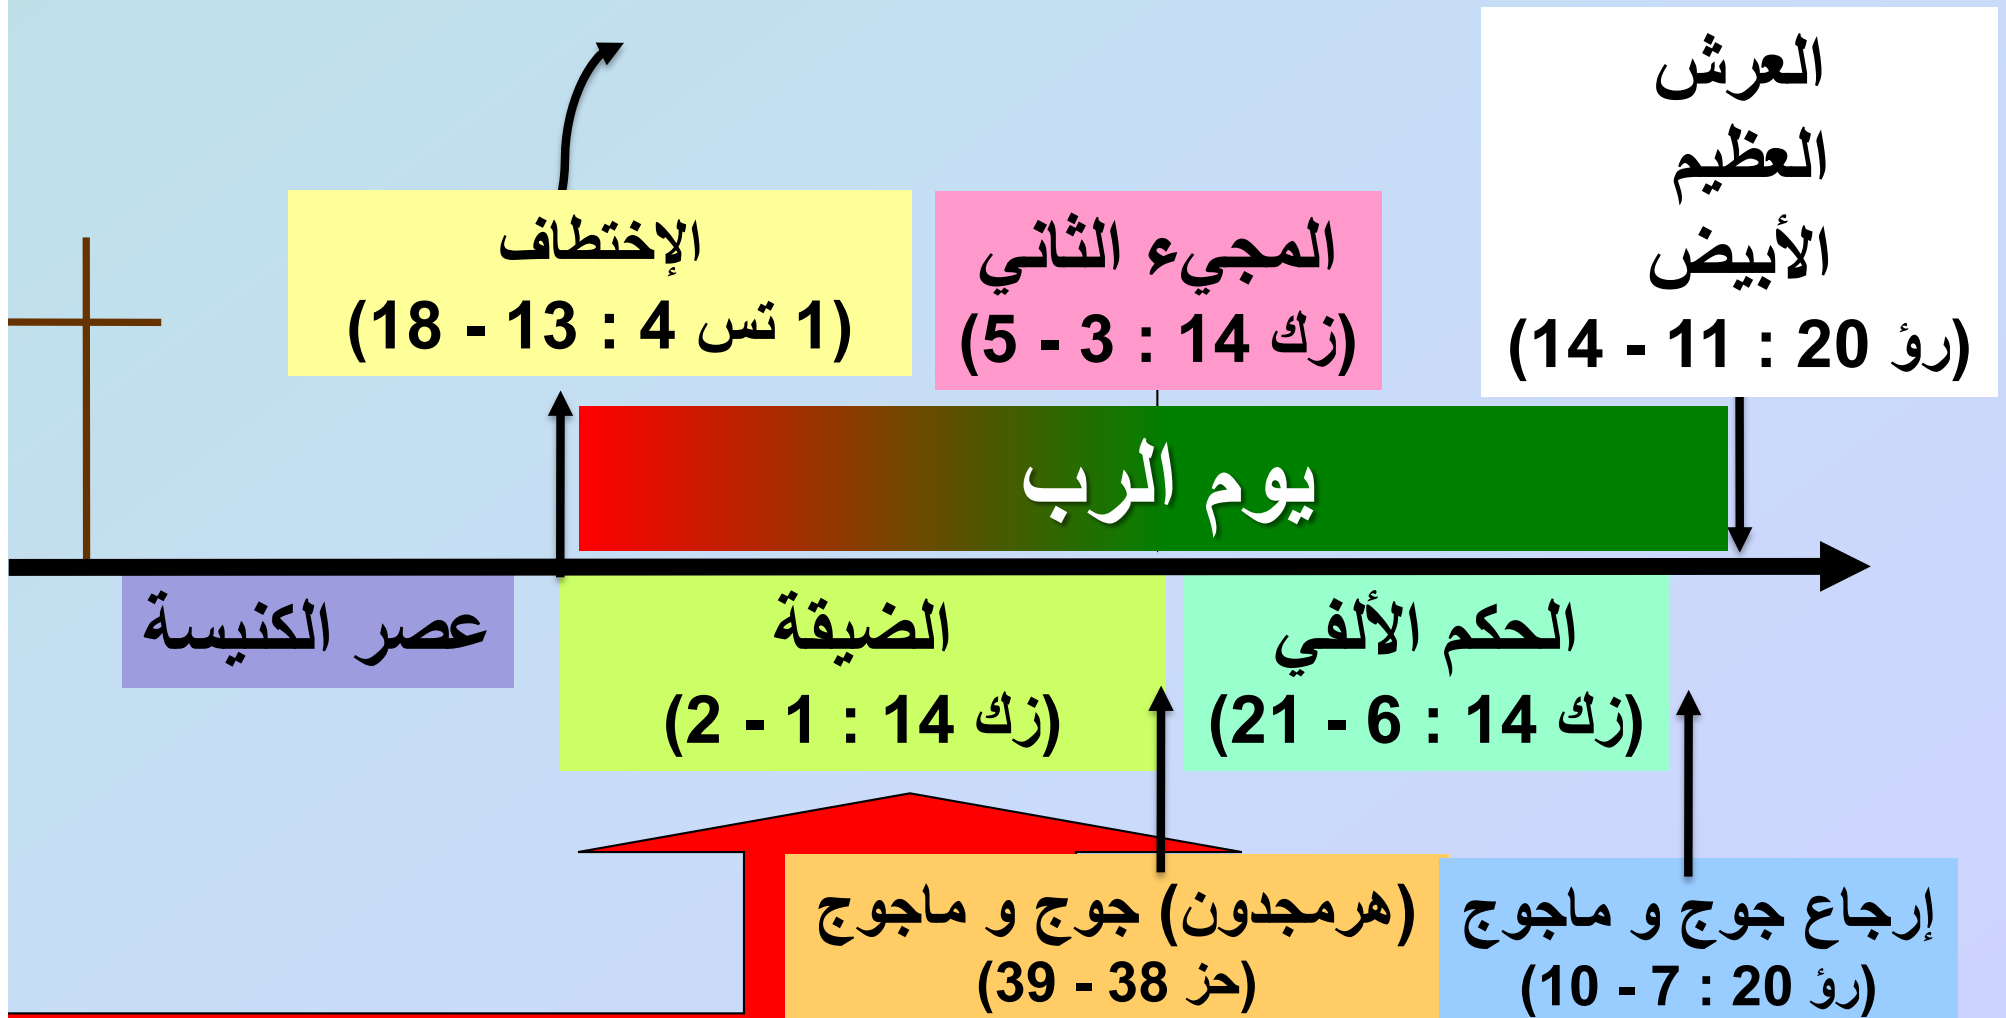 العرش
العظيم
الأبيض
(رؤ 20 : 11 - 14)
الإختطاف
(1 تس 4 : 13 - 18)
المجيء الثاني
(زك 14 : 3 - 5)
يوم الرب
عصر الكنيسة
الضيقة
(زك 14 : 1 - 2)
الحكم الألفي
(زك 14 : 6 - 21)
(هرمجدون) جوج و ماجوج
(حز 38 - 39)
إرجاع جوج و ماجوج
(رؤ 20 : 7 - 10)